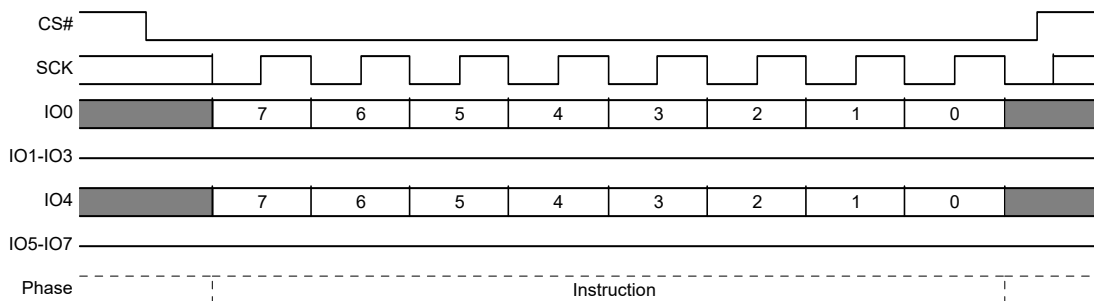 CS#
SCK
IO0 7 6 5 4 3 2 1 0
IO1-IO3
IO4 7 6 5 4 3 2 1 0
IO5-IO7
Phase Instruction